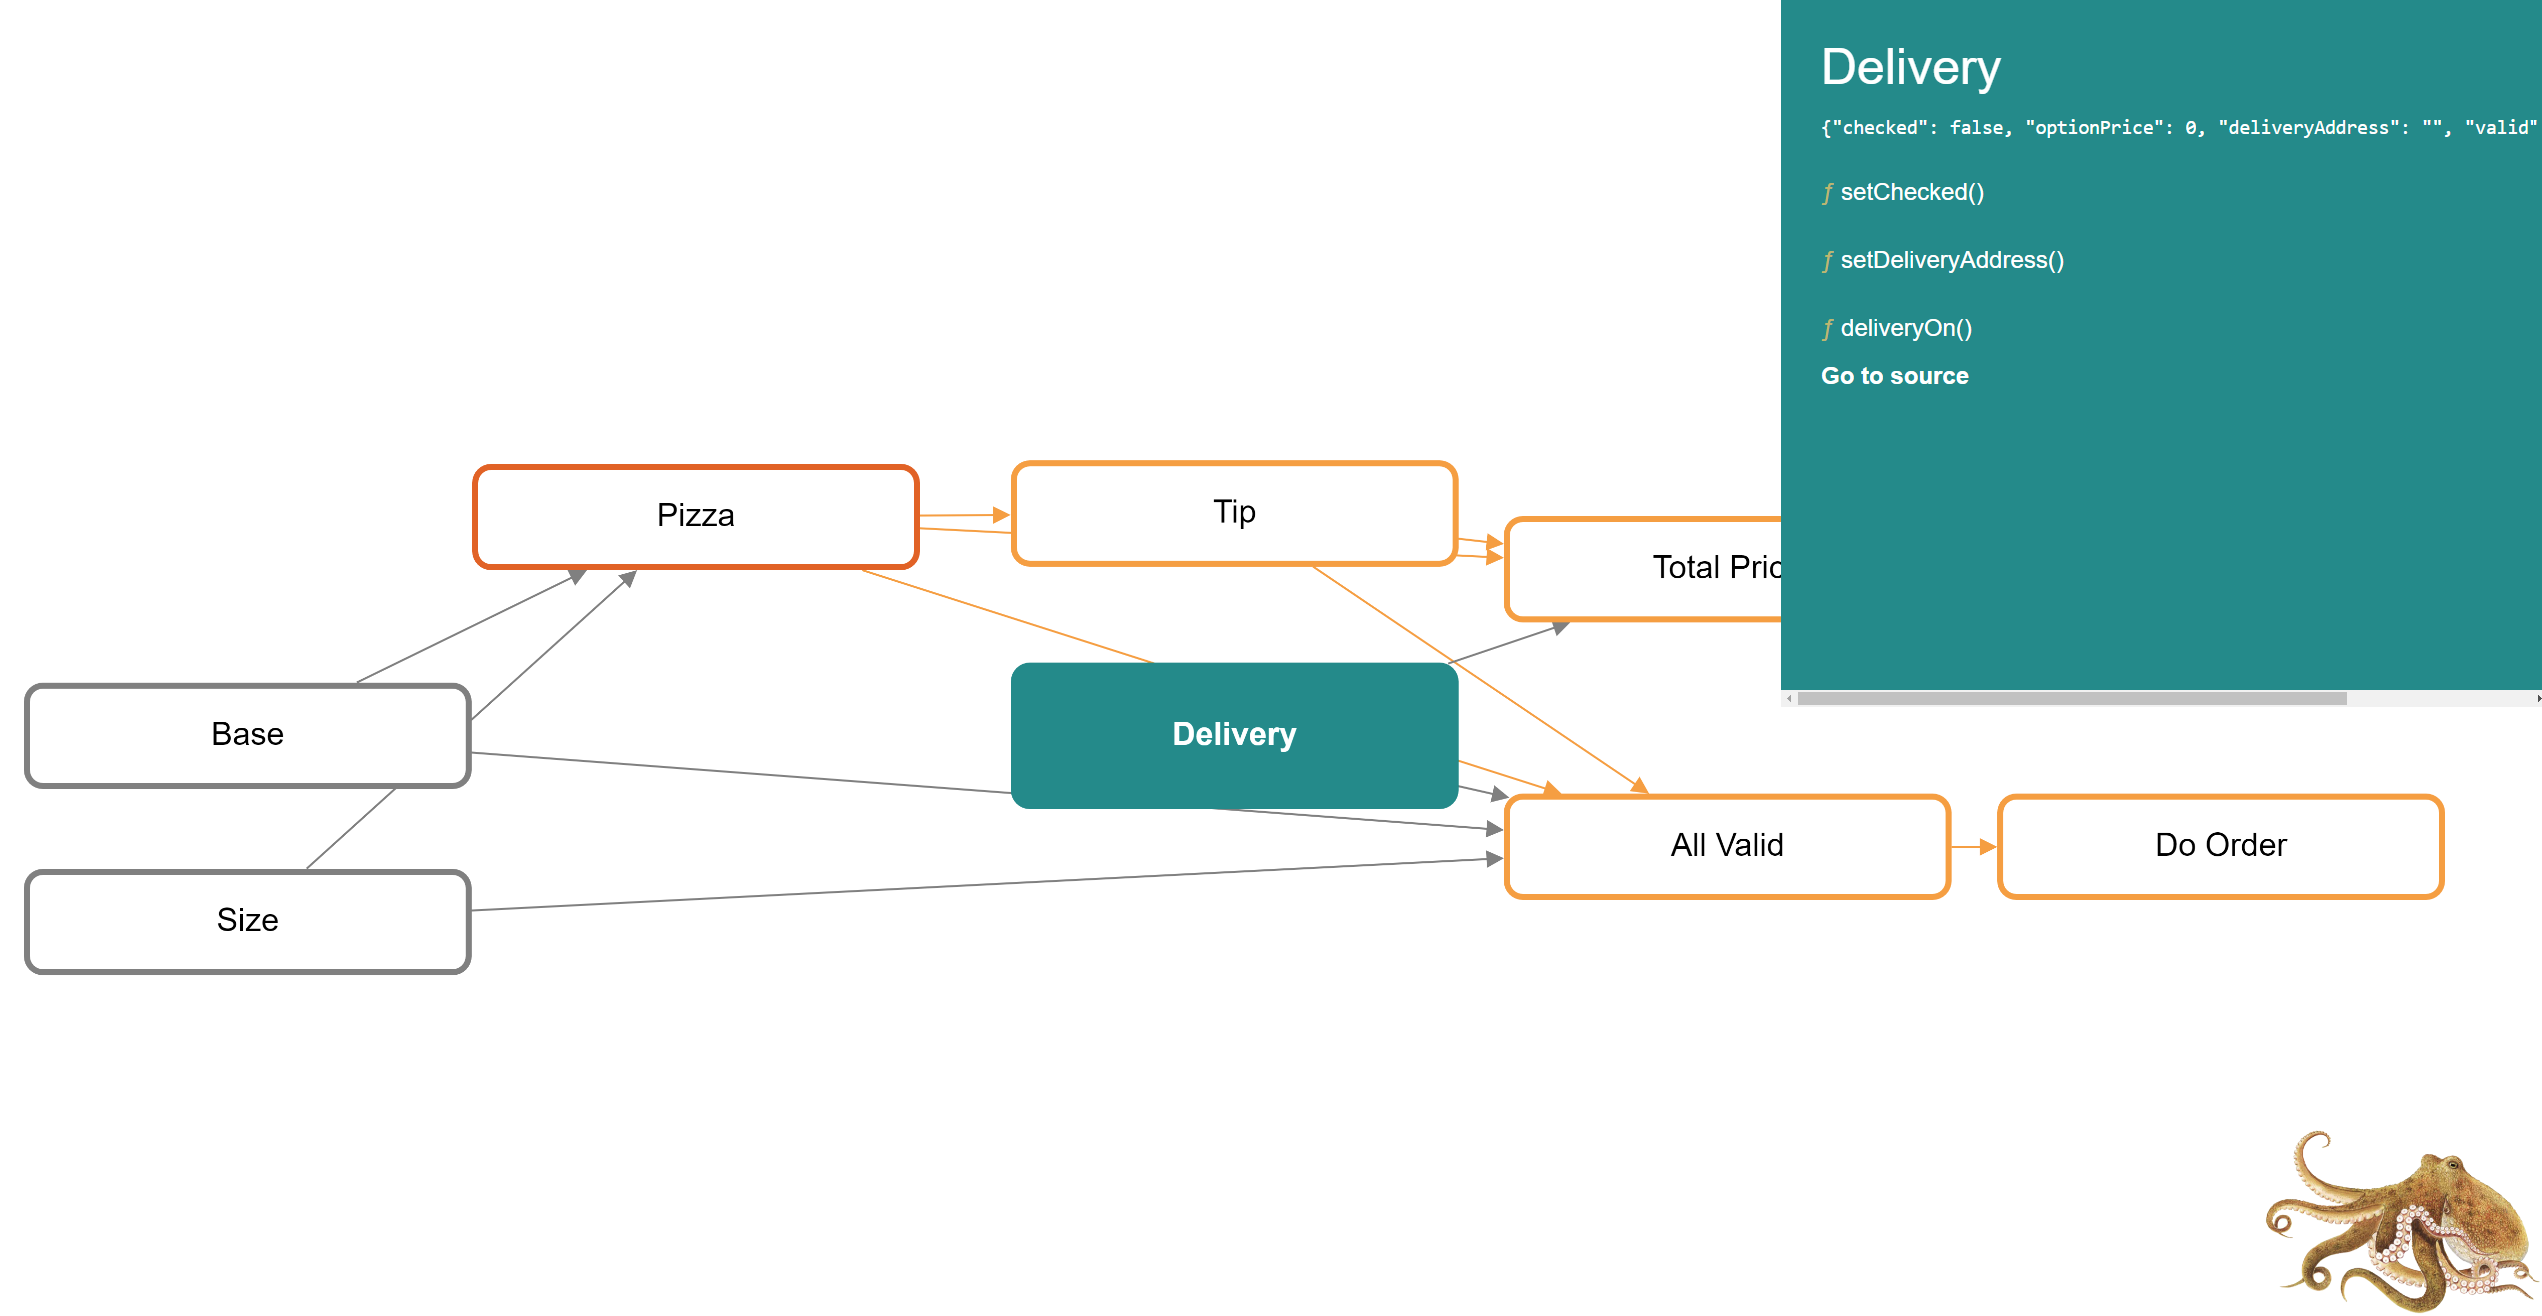 Delivery
{"checked": false, "optionPrice": 0, "deliveryAddress": "", "valid"
ƒ setChecked()
ƒ setDeliveryAddress()
ƒ deliveryOn()
Go to source
Pizza
Tip
Total Pric
Base
Delivery
All Valid
Do Order
Size